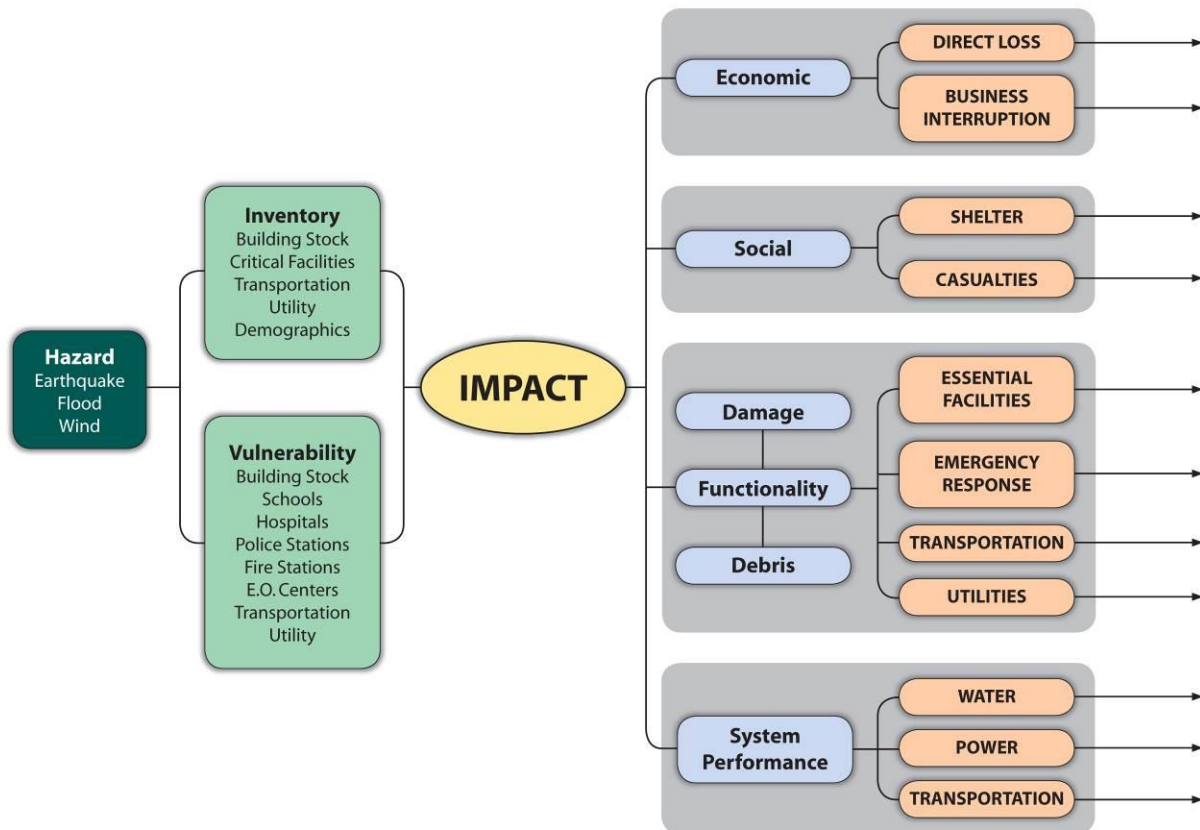 Hazard
Earthquake
Flood
Wind
Inventory
Building Stock
Critical Facilities
Transportation
Utility
Demographics
Vulnerability
Building Stock
Schools
Hospitals
Police Stations
Fire Stations
E.O. Centers
Transportation
Utility
IMPACT
Economic
DIRECT LOSS
BUSINESS
INTERRUPTION
Social
SHELTER
CASUALTIES
Damage
Functionality
Debris
ESSENTIAL
FACILITIES
EMERGENCY
RESPONSE
TRANSPORTATION
UTILITIES
System
Performance
WATER
POWER
TRANSPORTATION